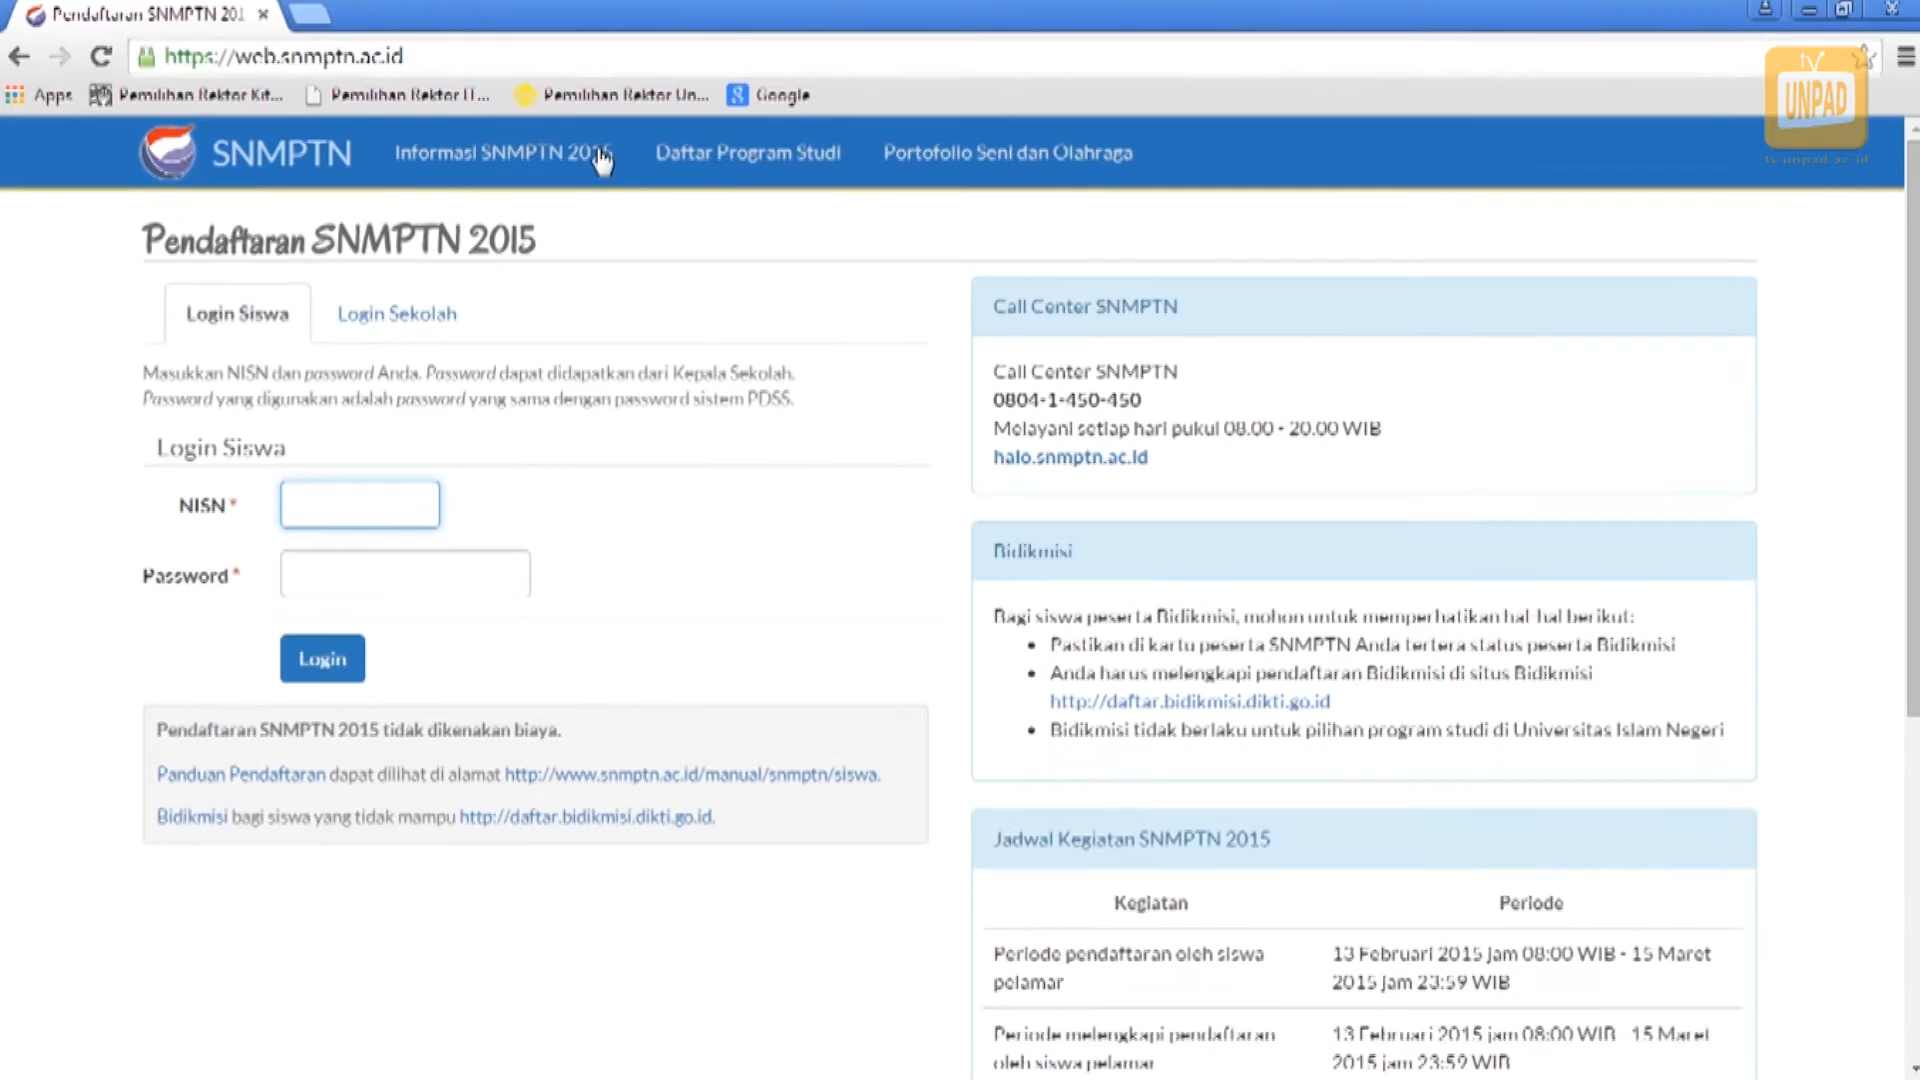 Pendaftaran SNMPTN 201
https://web.snmptn.ac.id
Apps Pemilihan Rektor Kit... Pemilihan Rektor IT... Pemilihan Rektor Un... Google
tv
UNPAD
tv.unpad.ac.id
SNMPTN Informasi SNMPTN 2015 Daftar Program Studi Portofolio Seni dan Olahraga
Pendaftaran SNMPTN 2015
Login Siswa Login Sekolah
Masukkan NISN dan password Anda. Password dapat didapatkan dari Kepala Sekolah.
Password yang digunakan adalah password yang sama dengan password sistem PDSS.
Login Siswa
NISN *
Password *
Login
Pendaftaran SNMPTN 2015 tidak dikenakan biaya.
Panduan Pendaftaran dapat dilihat di alamat http://www.snmptn.ac.id/manual/snmptn/siswa.
Bidikmisi bagi siswa yang tidak mampu http://daftar.bidikmisi.dikti.go.id.
Call Center SNMPTN
Call Center SNMPTN
0804-1-450-450
Melayani setiap hari pukul 08.00 - 20.00 WIB
halo.snmptn.ac.id
Bidikmisi
Bagi siswa peserta Bidikmisi, mohon untuk memperhatikan hal-hal berikut:
• Pastikan di kartu peserta SNMPTN Anda tertera status peserta Bidikmisi
• Anda harus melengkapi pendaftaran Bidikmisi di situs Bidikmisi
http://daftar.bidikmisi.dikti.go.id
• Bidikmisi tidak berlaku untuk pilihan program studi di Universitas Islam Negeri
Jadwal Kegiatan SNMPTN 2015
Kegiatan Periode
Periode pendaftaran oleh siswa 13 Februari 2015 jam 08:00 WIB - 15 Maret
pelamar 2015 jam 23:59 WIB
Periode melengkapi pendaftaran 13 Februari 2015 jam 08:00 WIB - 15 Maret
oleh siswa pelamar 2015 jam 23:59 WIB